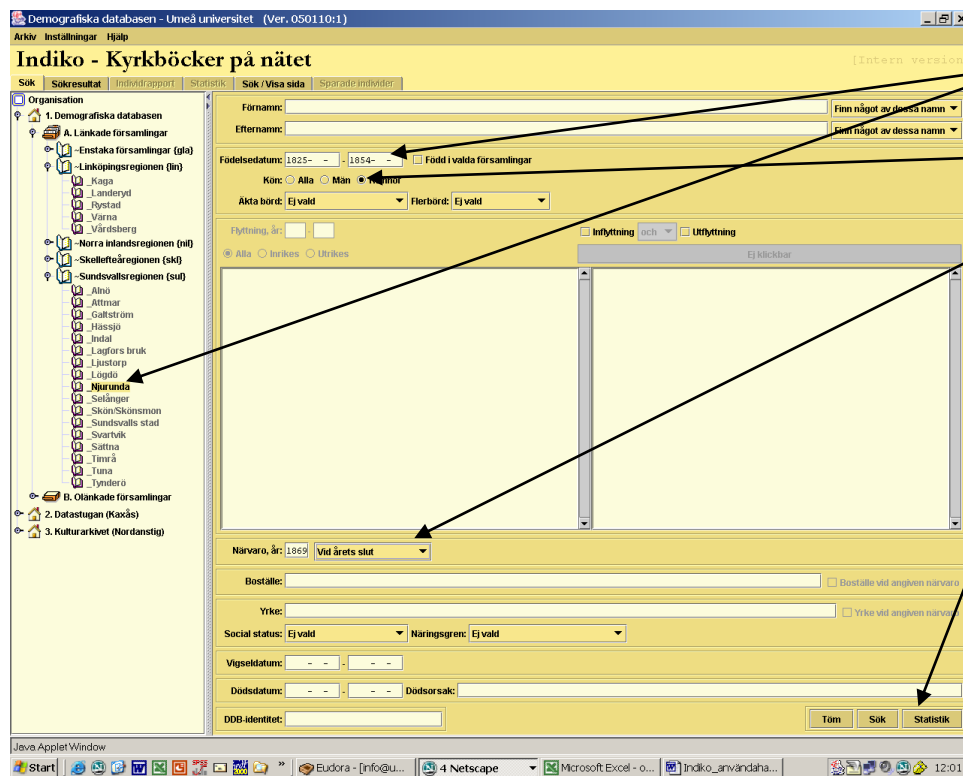 Demografiska databasen - Umeå universitet (Ver. 050110:1)
Arkiv Inställningar Hjälp
Indiko - Kyrkböcker på nätet
[Intern version
Sök Sökresultat Individrapport Statistik Sök / Visa sida Sparade individer
Organisation
1. Demografiska databasen
A. Länkade församlingar
~Enstaka församlingar {gla}
~Linköpingsregionen {lin}
_Kaga
_Landeryd
_Rystad
_Värna
_Vårdsberg
~Norra inlandsregionen {nil}
~Skellefteåregionen {skl}
~Sundsvallsregionen {sul}
_Alnö
_Attmar
_Galtström
_Hässjö
_Indal
_Lagfors bruk
_Ljustorp
_Lögdö
_Njurunda
_Selånger
_Skön/Skönsmon
_Sundsvalls stad
_Svartvik
_Sättna
_Timrå
_Tuna
_Tynderö
B. Olänkade församlingar
2. Datastugan (Kaxås)
3. Kulturarkivet (Nordanstig)
Förnamn: Finn något av dessa namn
Efternamn: Finn något av dessa namn
Födelsedatum: 1825- - - 1854- - Född i valda församlingar
Kön: Alla Män Kvinnor
Äkta börd: Ej vald Flerbörd: Ej vald
Flyttning, år: - Inflyttning och Utflyttning
Alla Inrikes Utrikes Ej klickbar
Närvaro, år: 1869 Vid årets slut
Boställe: Boställe vid angiven närvaro
Yrke: Yrke vid angiven närvaro
Social status: Ej vald Näringsgren: Ej vald
Vigseldatum: - - - - -
Dödsdatum: - - - - - Dödsorsak:
DDB-identitet: Töm Sök Statistik
Java Applet Window
Start » Eudora - [info@u... 4 Netscape Microsoft Excel - o... Indiko_användaha... 12:01